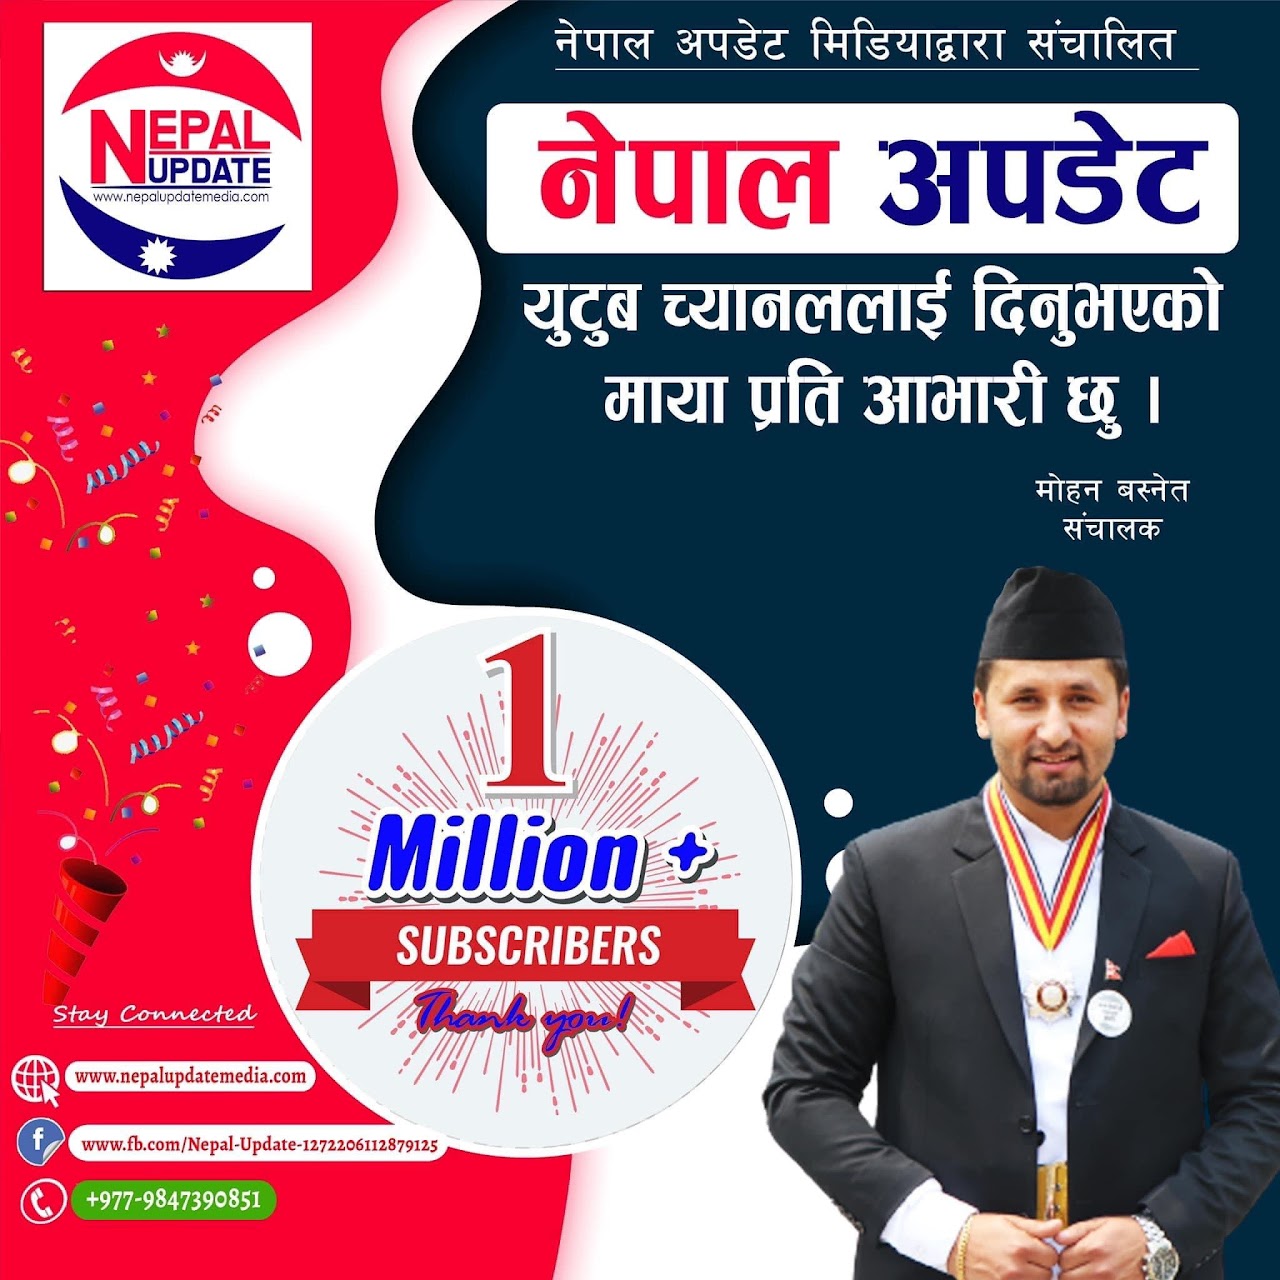 नेपाल अपडेट मिडियाद्वारा संचालित
NEPAL
UPDATE
www.nepalupdatemedia.com
नेपाल अपडेट
युटुब च्यानललाई दिनुभएको
माया प्रति आभारी छु ।
मोहन बस्नेत
संचालक
1
Million +
SUBSCRIBERS
Thank you!
Stay Connected
www.nepalupdatemedia.com
www.fb.com/Nepal-Update-1272206112879125
+977-9847390851